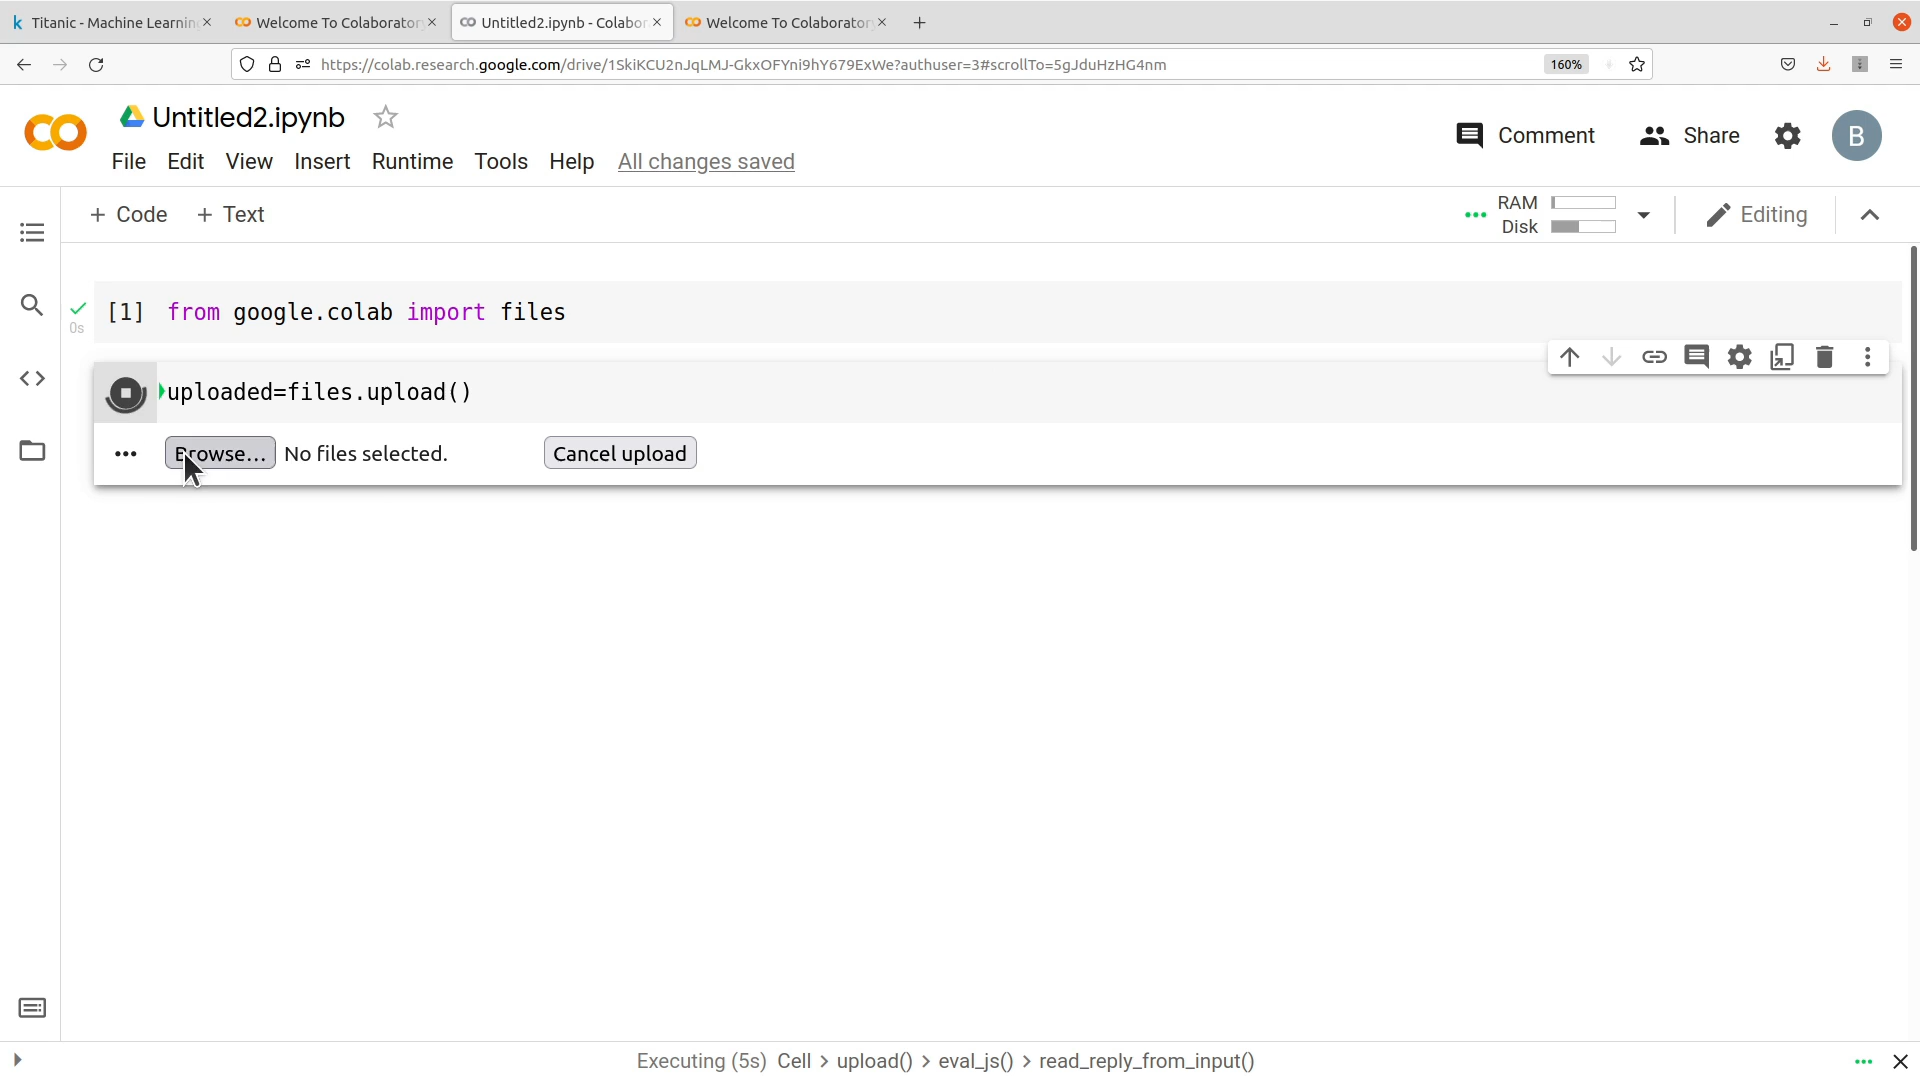 Titanic - Machine Learning
Welcome To Colaborator
Untitled2.ipynb - Colabor
Welcome To Colaborator
https://colab.research.google.com/drive/1SkiKCU2nJqLMJ-GkxOFYni9hY679ExWe?authuser=3#scrollTo=5gJduHzHG4nm
160%
Untitled2.ipynb
Comment
Share
B
File Edit View Insert Runtime Tools Help All changes saved
+ Code + Text
RAM
Disk
Editing
[1] from google.colab import files
0s
uploaded=files.upload()
Browse... No files selected. Cancel upload
Executing (5s) Cell > upload() > eval_js() > read_reply_from_input()